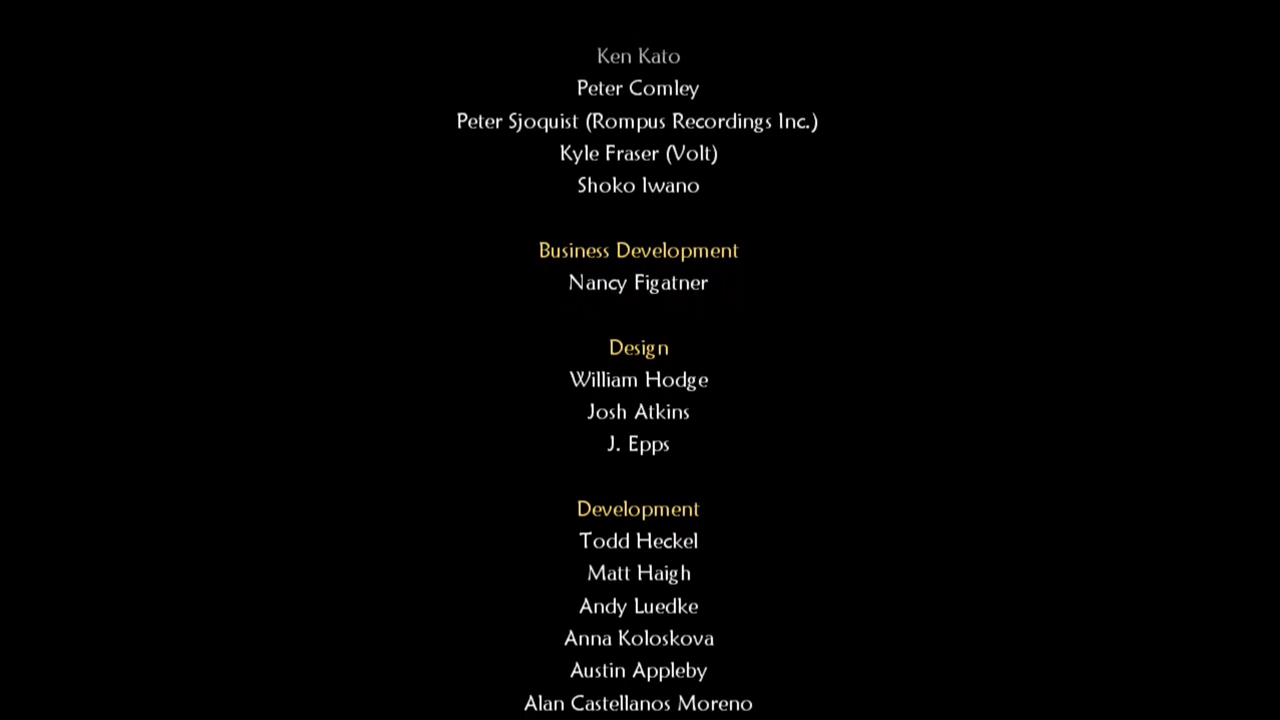 Ken Kato
Peter Comley
Peter Sjoquist (Rompus Recordings Inc.)
Kyle Fraser (Volt)
Shoko Iwano
Business Development
Nancy Figatner
Design
William Hodge
Josh Atkins
J. Epps
Development
Todd Heckel
Matt Haigh
Andy Luedke
Anna Koloskova
Austin Appleby
Alan Castellanos Moreno